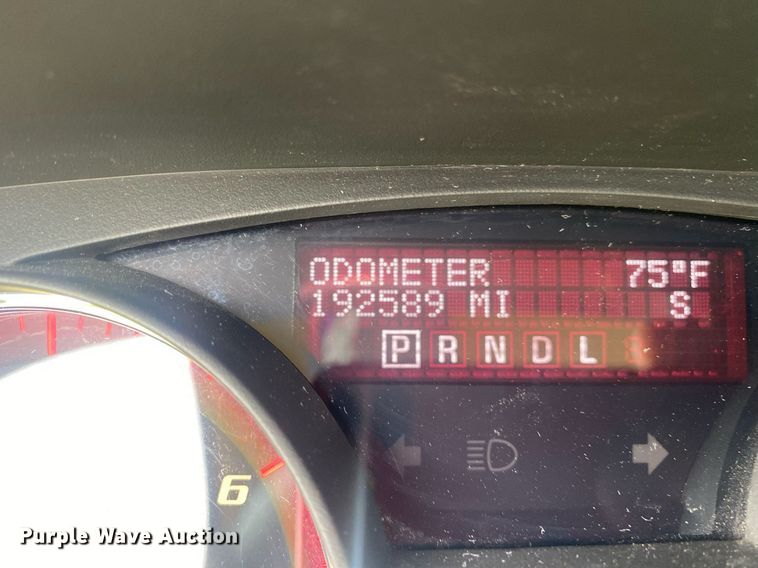 ODOMETER 75°F
192589 MI S
P R N D L
6
Purple Wave Auction